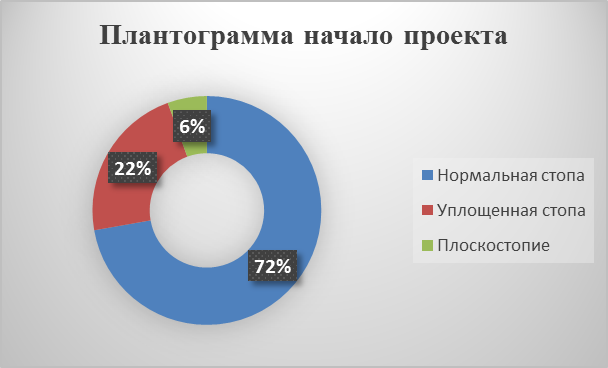 Плантограмма начало проекта
6%
22%
72%
Нормальная стопа
Уплощенная стопа
Плоскостопие